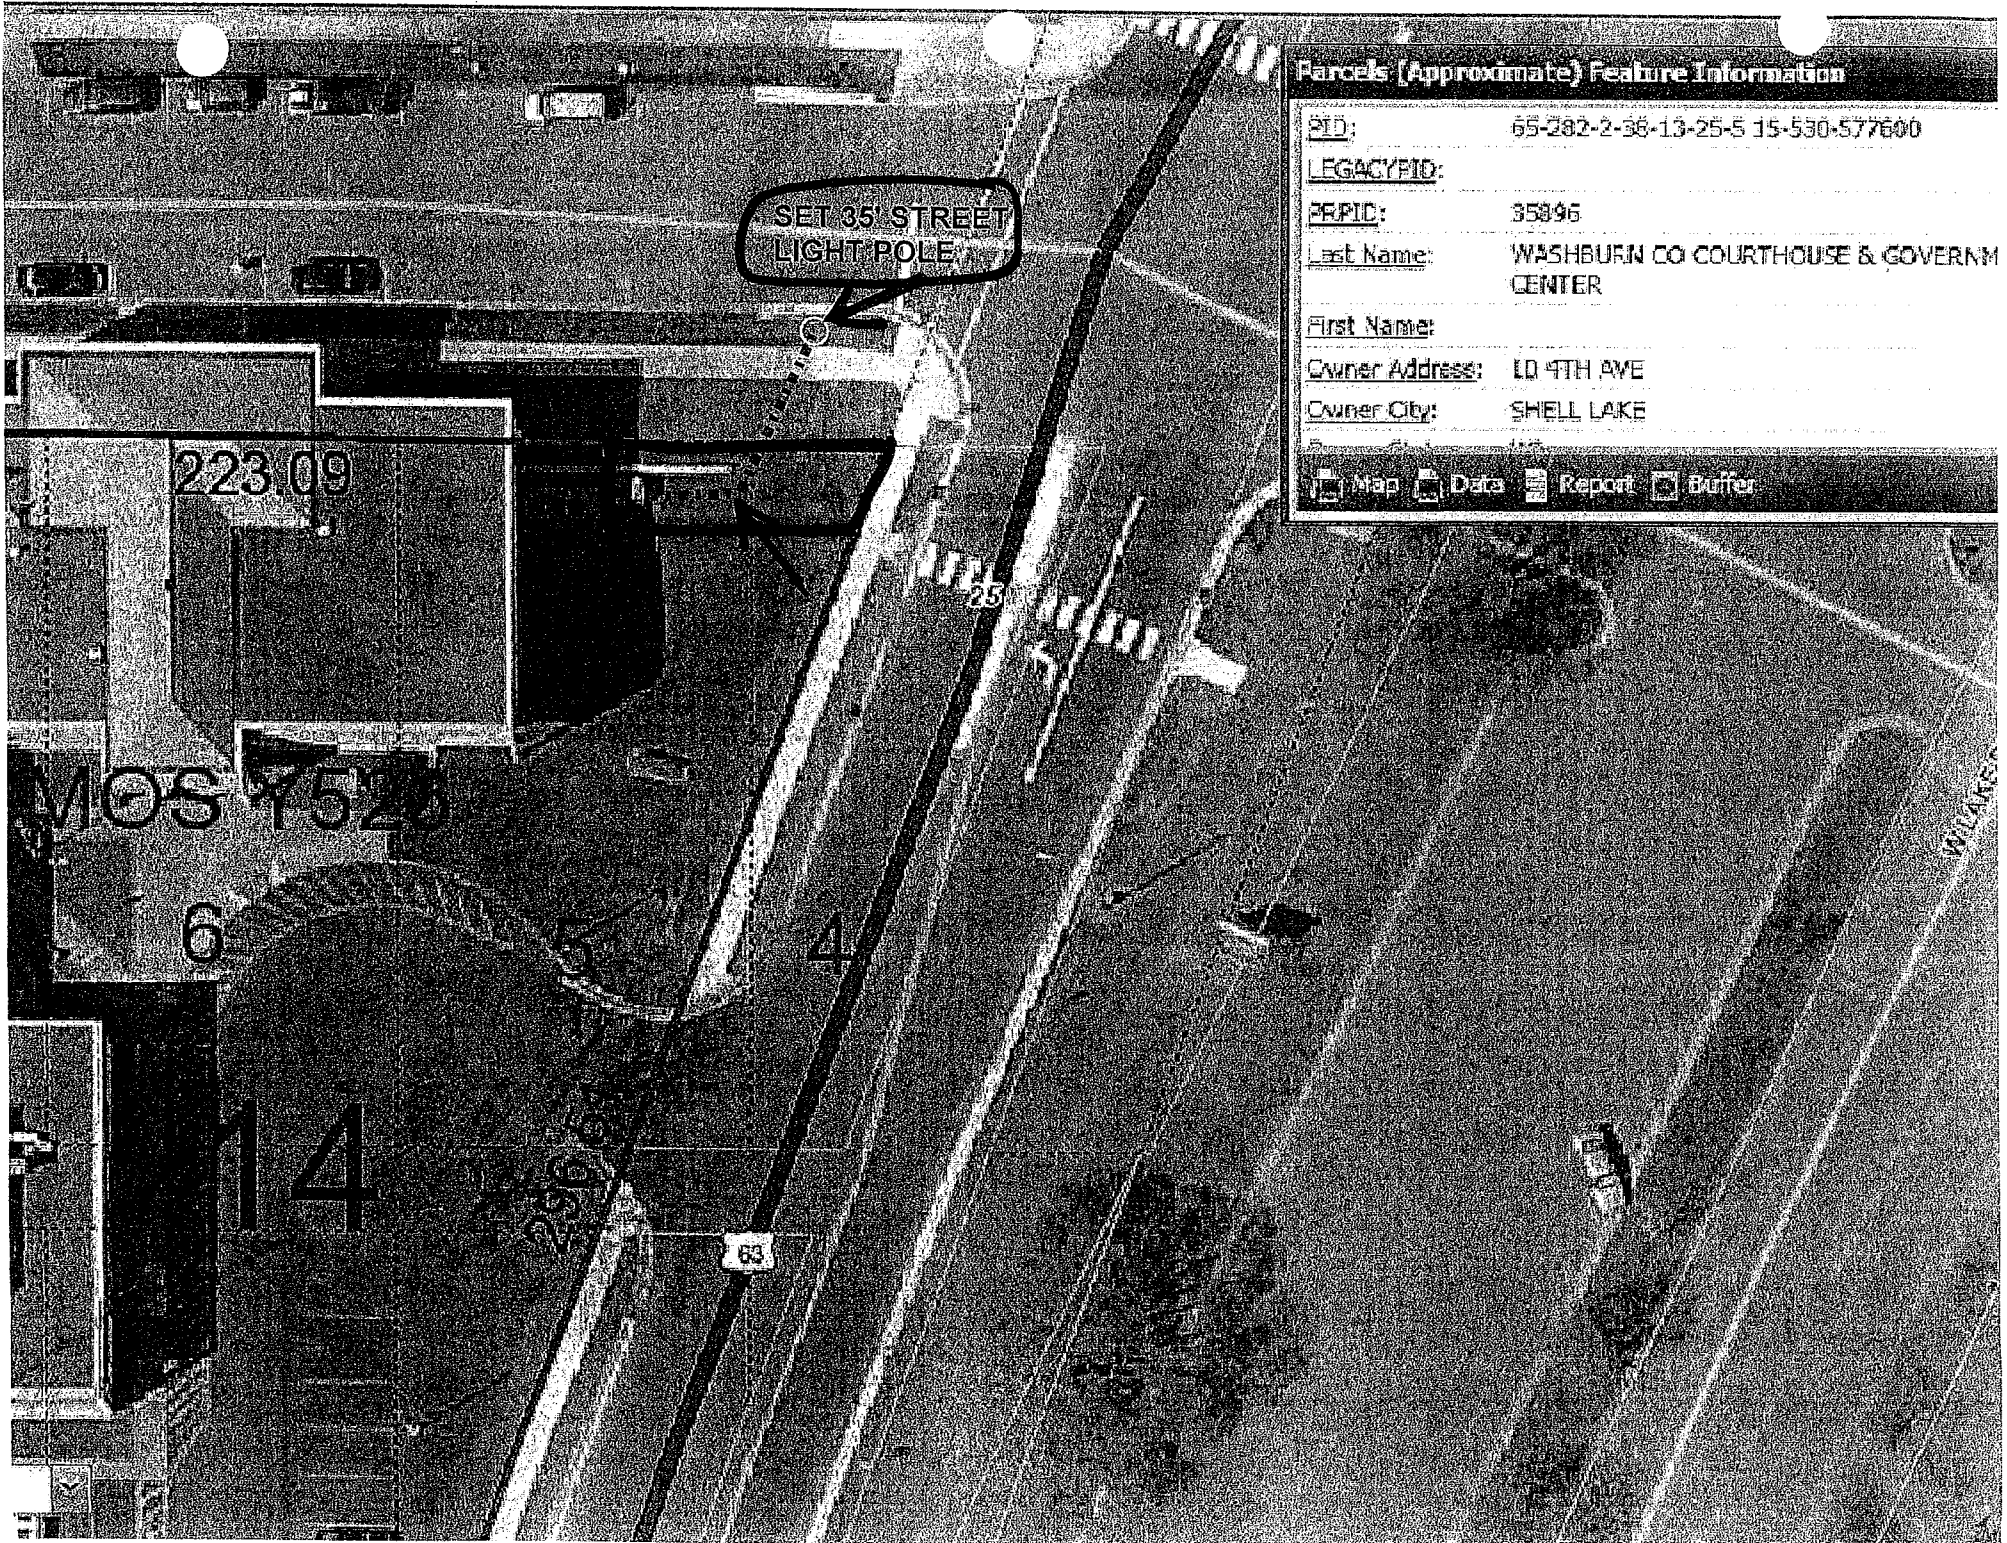 Parcels (Approximate) Feature Information
PID: 65-282-2-38-13-25-5 15-530-577600
LEGACYPID:
PRPID: 35896
Last Name: WASHBURN CO COURTHOUSE & GOVERNM
CENTER
First Name:
Owner Address: 10 4TH AVE
Owner City: SHELL LAKE
Map Data Report Buffer
SET 35' STREET
LIGHT POLE
223.09
25
MOS Y528
W LAKE
6
5
4
14
63